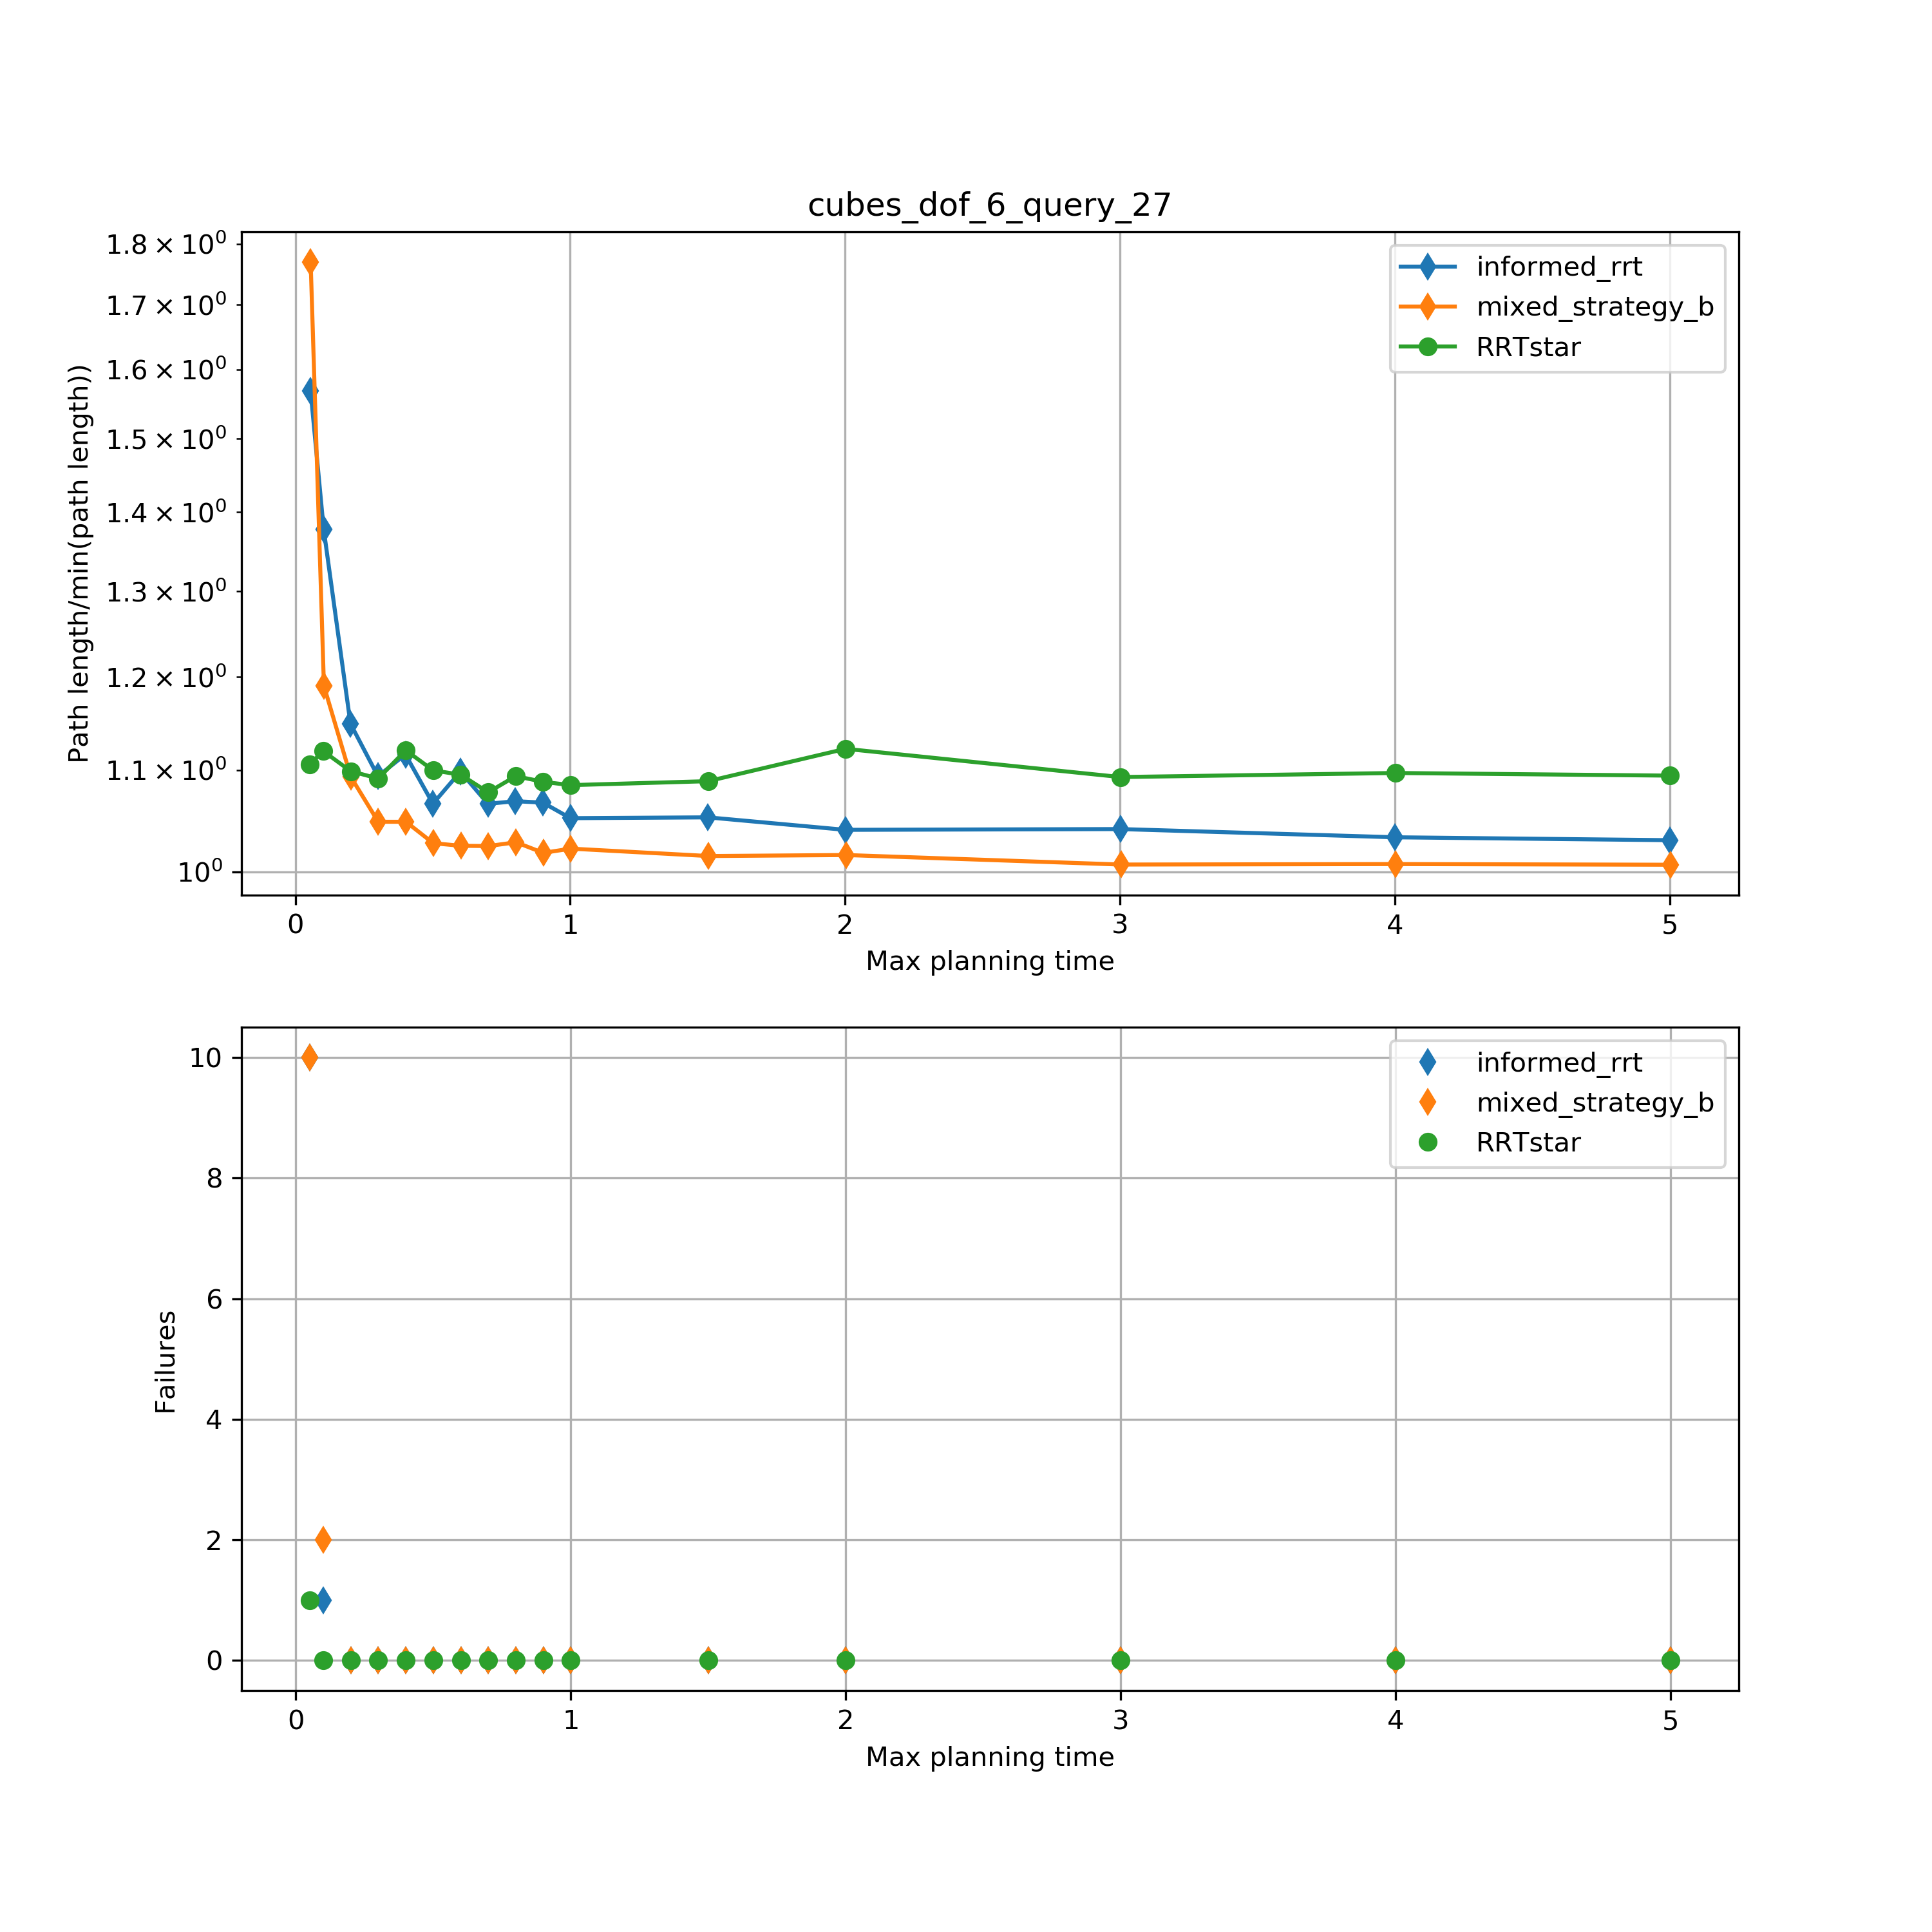 cubes_dof_6_query_27
1.8 × 10⁰
1.7 × 10⁰
1.6 × 10⁰
1.5 × 10⁰
1.4 × 10⁰
1.3 × 10⁰
1.2 × 10⁰
1.1 × 10⁰
10⁰
Path length/min(path length))
informed_rrt
mixed_strategy_b
RRTstar
0 1 2 3 4 5
Max planning time
10
8
6
4
2
0
Failures
informed_rrt
mixed_strategy_b
RRTstar
0 1 2 3 4 5
Max planning time